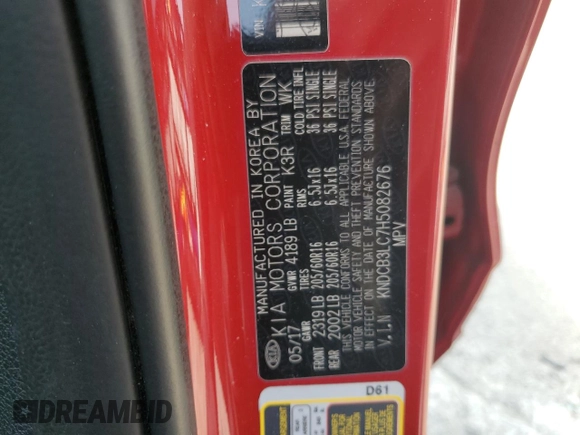 VIN: K
MANUFACTURED IN KOREA BY
KIA KIA MOTORS CORPORATION
05/17 GVWR 4189 LB PAINT K3R TRIM WK
GAWR TIRES RIMS COLD TIRE INFL
FRONT 2319 LB 205/60R16 6.5Jx16 36 PSI SINGLE
REAR 2002 LB 205/60R16 6.5Jx16 36 PSI SINGLE
THIS VEHICLE CONFORMS TO ALL APPLICABLE U.S.A. FEDERAL
MOTOR VEHICLE SAFETY AND THEFT PREVENTION STANDARDS
IN EFFECT ON THE DATE OF MANUFACTURE SHOWN ABOVE.
V.I.N KNDCB3LC7H5082676
MPV
D61
DREAMBID